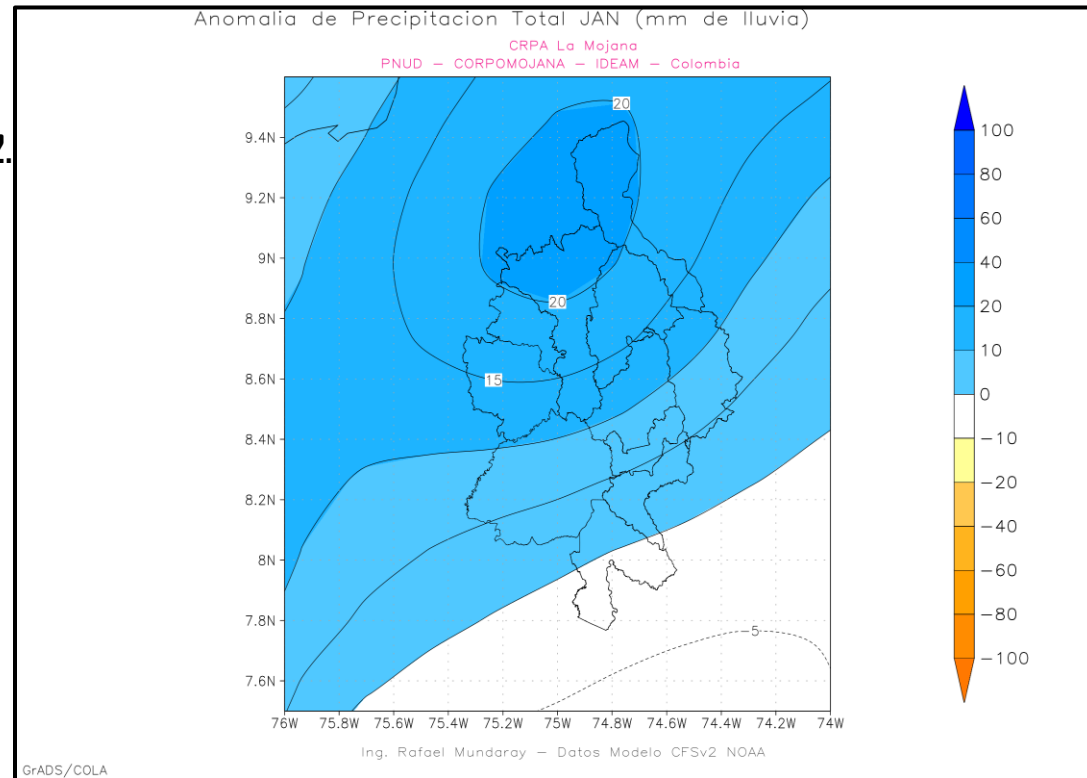 Anomalia de Precipitacion Total JAN (mm de lluvia)
CRPA La Mojana
PNUD – CORPOMOJANA – IDEAM – Colombia
9.4N
9.2N
9N
8.8N
8.6N
8.4N
8.2N
8N
7.8N
7.6N
20
20
15
–5
76W 75.8W 75.6W 75.4W 75.2W 75W 74.8W 74.6W 74.4W 74.2W 74W
100
80
60
40
20
10
0
–10
–20
–40
–60
–80
–100
Ing. Rafael Mundaray – Datos Modelo CFSv2 NOAA
GrADS/COLA